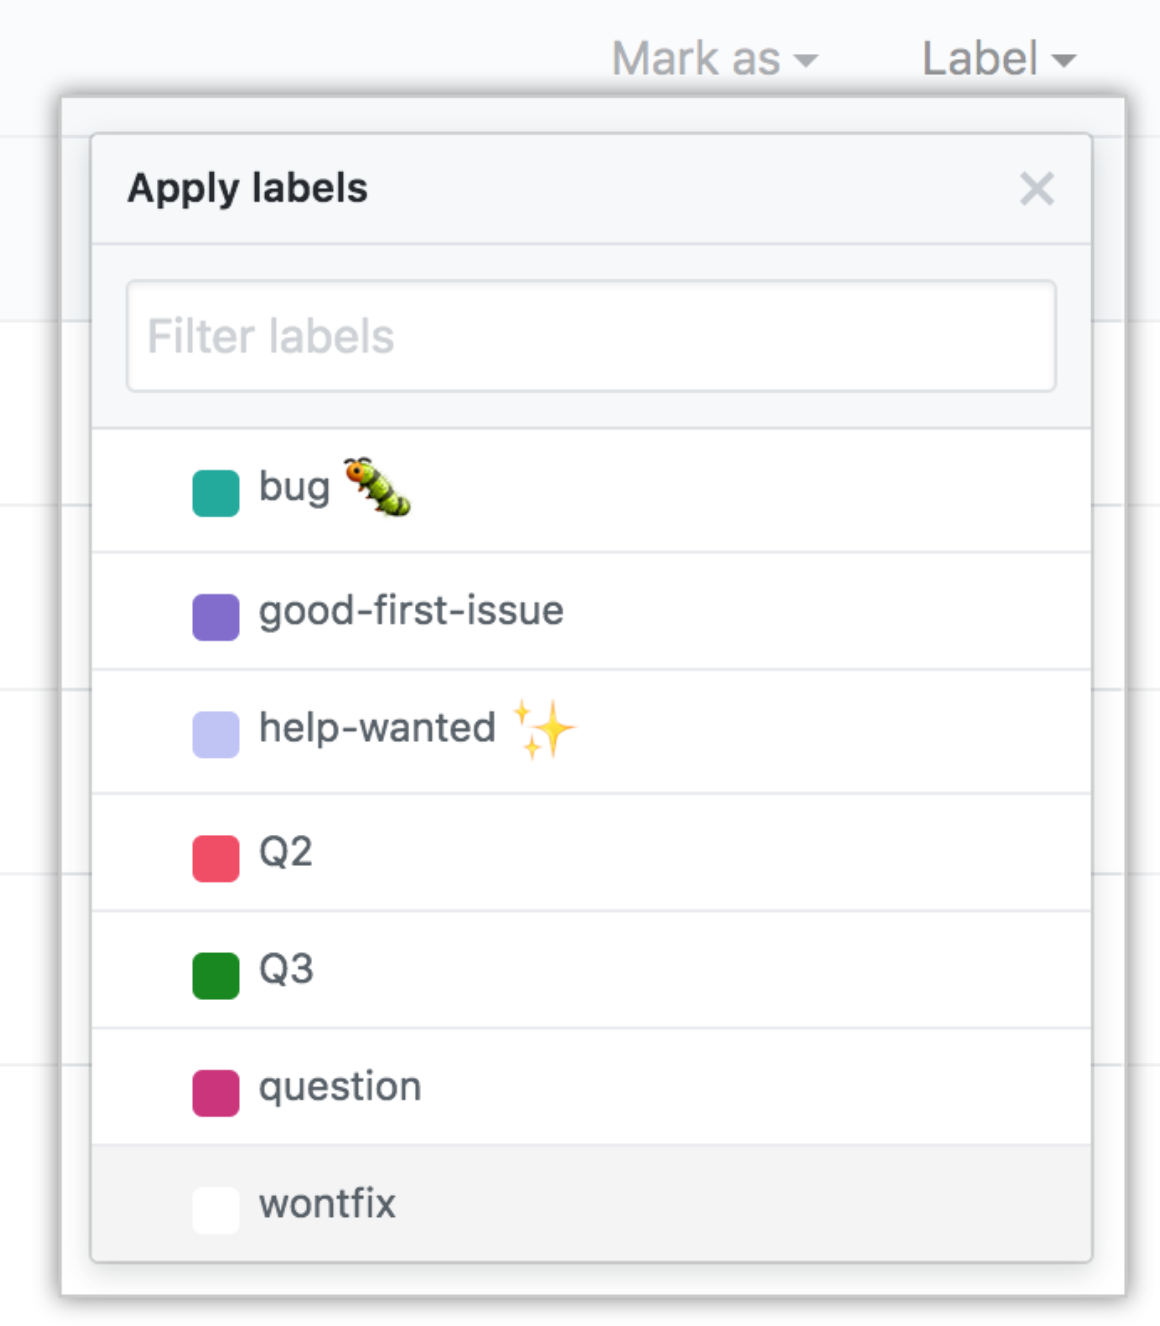 Mark as Label
Apply labels
Filter labels
bug 🐛
good-first-issue
help-wanted ✨
Q2
Q3
question
wontfix